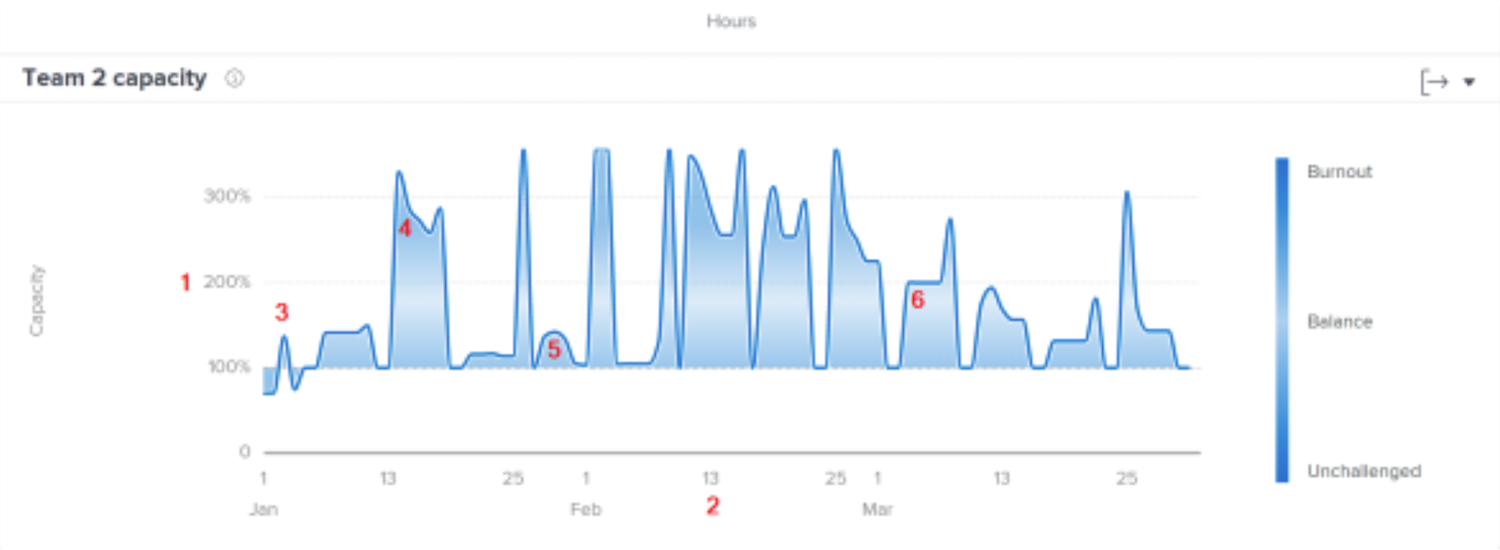 Hours
Team 2 capacity
Capacity
300%
1 200%
100%
0
3
4
5
6
1 13 25 1 13 25 1 13 25
Jan Feb 2 Mar
Burnout
Balance
Unchallenged